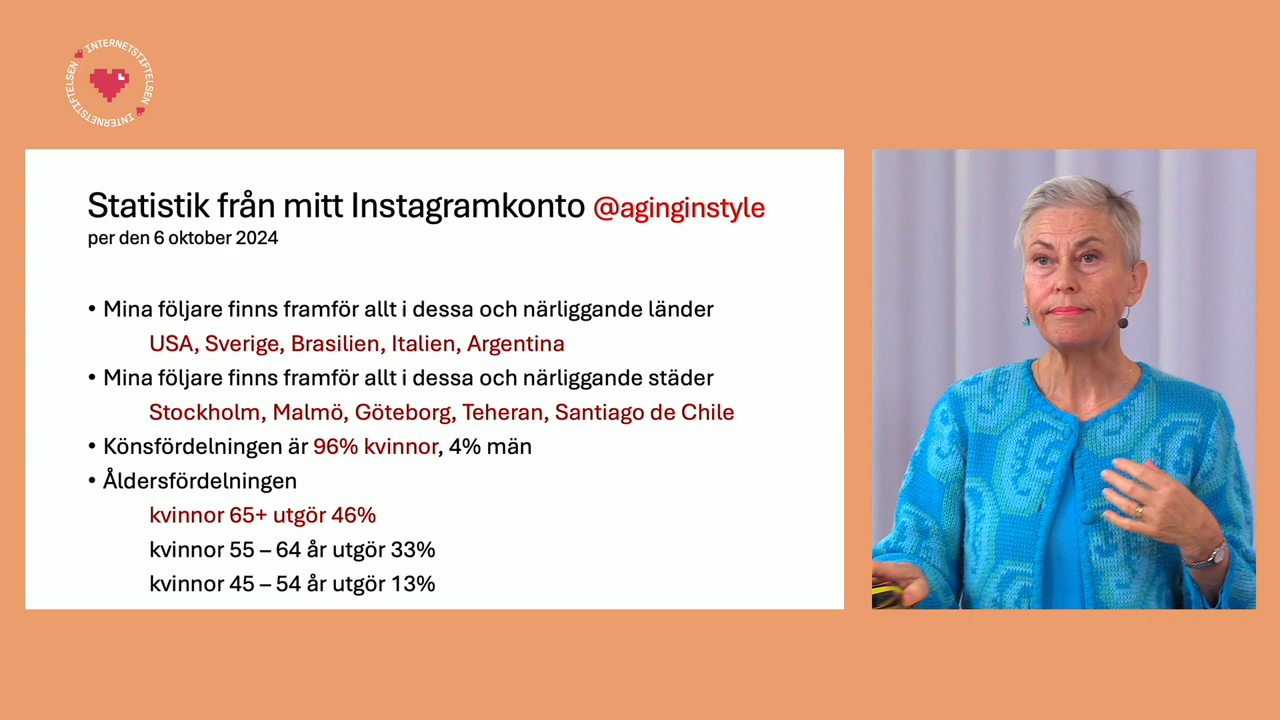 INTERNETSTIFTELSEN
INTERNETSTIFTELSEN
Statistik från mitt Instagramkonto @aginginstyle
per den 6 oktober 2024
• Mina följare finns framför allt i dessa och närliggande länder
USA, Sverige, Brasilien, Italien, Argentina
• Mina följare finns framför allt i dessa och närliggande städer
Stockholm, Malmö, Göteborg, Teheran, Santiago de Chile
• Könsfördelningen är 96% kvinnor, 4% män
• Åldersfördelningen
kvinnor 65+ utgör 46%
kvinnor 55 – 64 år utgör 33%
kvinnor 45 – 54 år utgör 13%